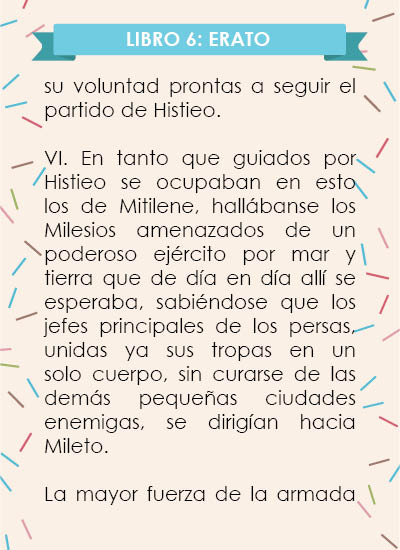 LIBRO 6: ERATO
su voluntad prontas a seguir el
partido de Histieo.
VI. En tanto que guiados por
Histieo se ocupaban en esto
los de Mitilene, hallábanse los
Milesios amenazados de un
poderoso ejército por mar y
tierra que de día en día allí se
esperaba, sabiéndose que los
jefes principales de los persas,
unidas ya sus tropas en un
solo cuerpo, sin curarse de las
demás pequeñas ciudades
enemigas, se dirigían hacia
Mileto.
La mayor fuerza de la armada